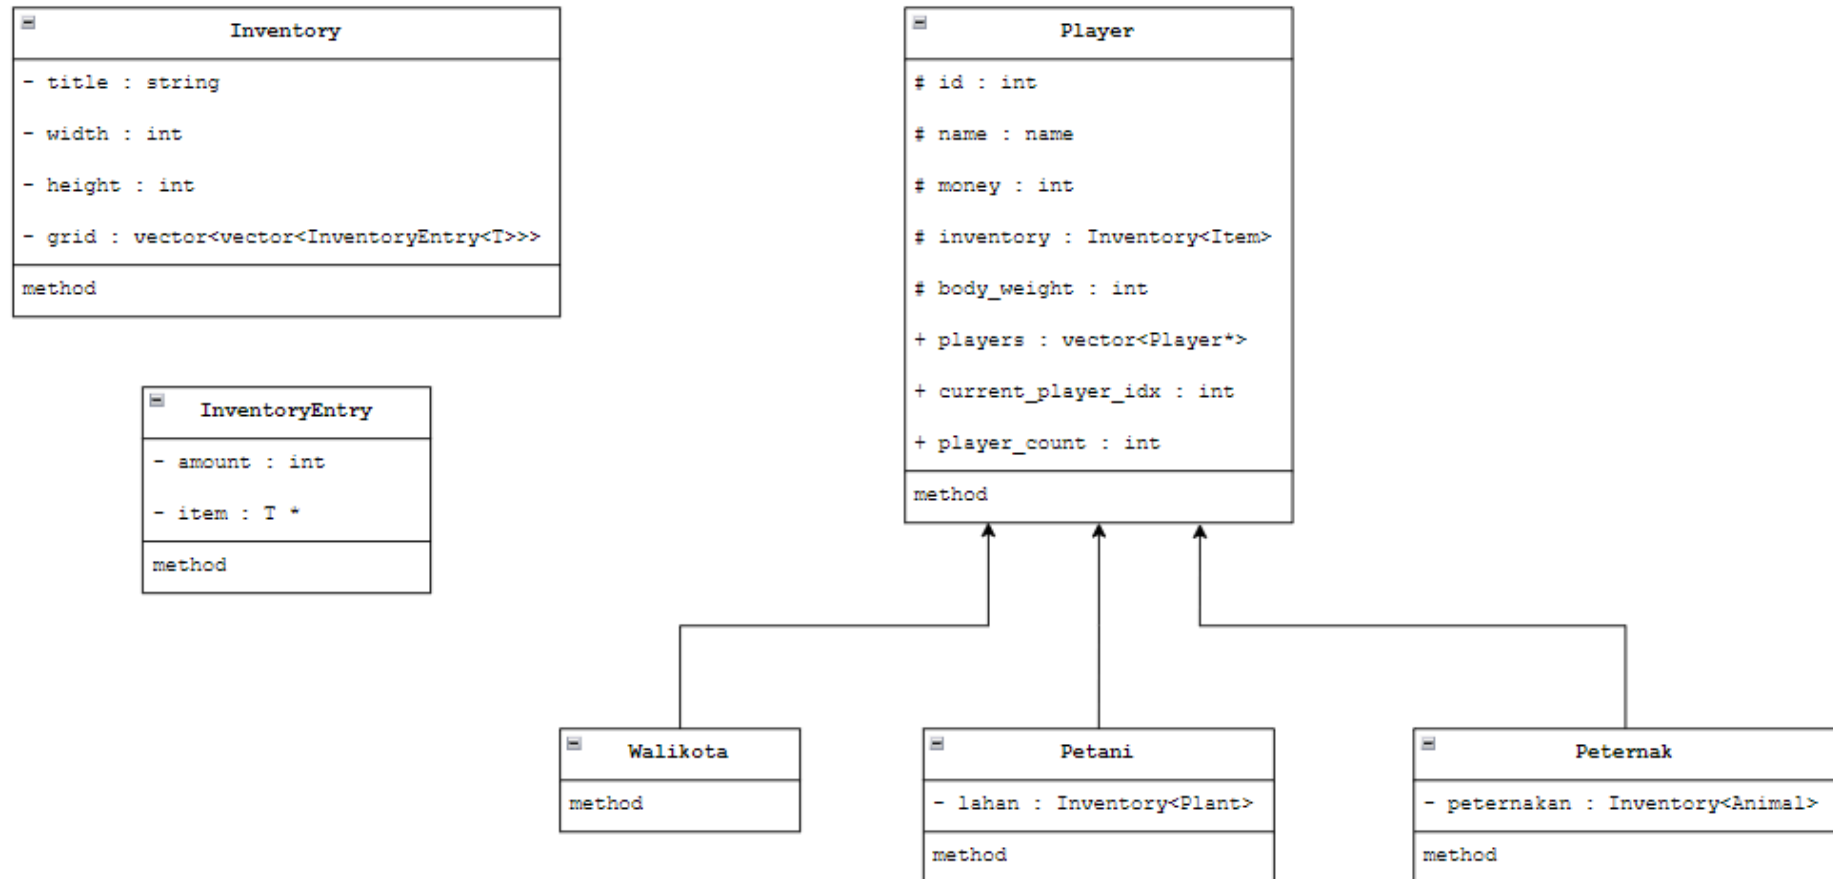 Inventory
- title : string
- width : int
- height : int
- grid : vector<vector<InventoryEntry<T>>>
method
InventoryEntry
- amount : int
- item : T *
method
Player
# id : int
# name : name
# money : int
# inventory : Inventory<Item>
# body_weight : int
+ players : vector<Player*>
+ current_player_idx : int
+ player_count : int
method
Walikota
method
Petani
- lahan : Inventory<Plant>
method
Peternak
- peternakan : Inventory<Animal>
method